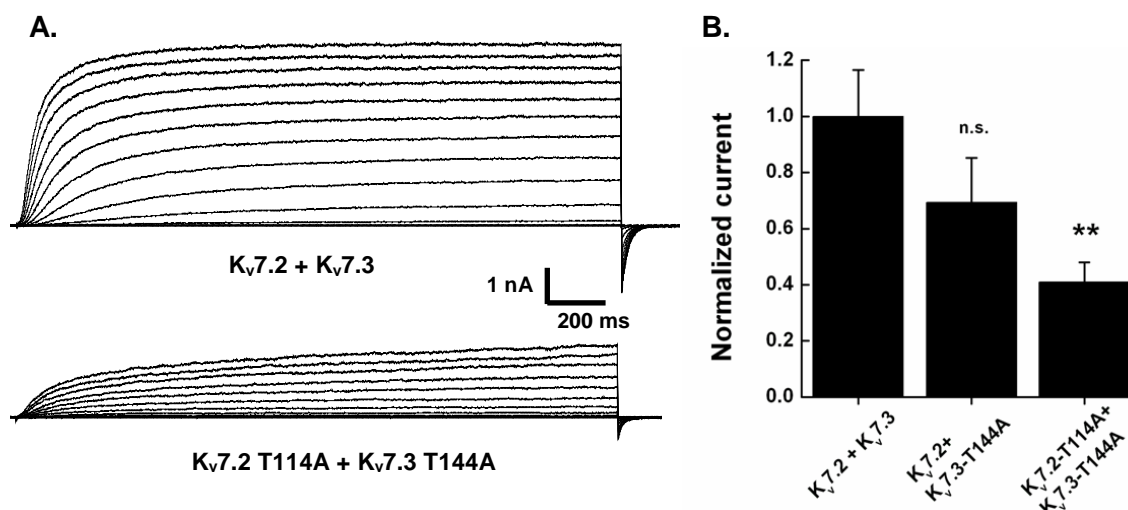 A.
Kv7.2 + Kv7.3
1 nA
200 ms
Kv7.2 T114A + Kv7.3 T144A
B.
Normalized current
1.2
1.0
0.8
0.6
0.4
0.2
0.0
n.s.
**
Kv7.2 + Kv7.3
Kv7.2+
Kv7.3-T144A
Kv7.2-T114A+
Kv7.3-T144A